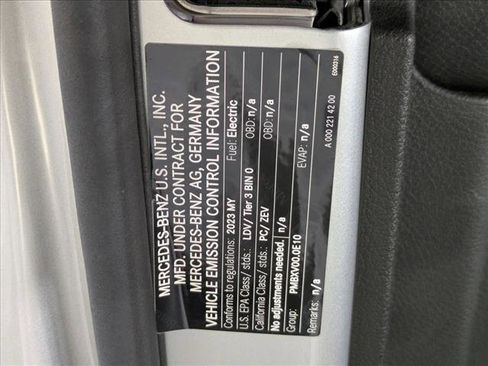 MERCEDES-BENZ U.S. INTL., INC.
MFD. UNDER CONTRACT FOR
MERCEDES-BENZ AG, GERMANY
VEHICLE EMISSION CONTROL INFORMATION
Conforms to regulations: 2023 MY Fuel: Electric
U.S. EPA Class/ stds.: LDV/ Tier 3 BIN 0 OBD: n/a
California Class/ stds.: PC/ ZEV OBD: n/a
No adjustments needed. n/a
Group: PMBXV00.0E10 EVAP: n/a
Remarks: n/a
A 000 221 42 00